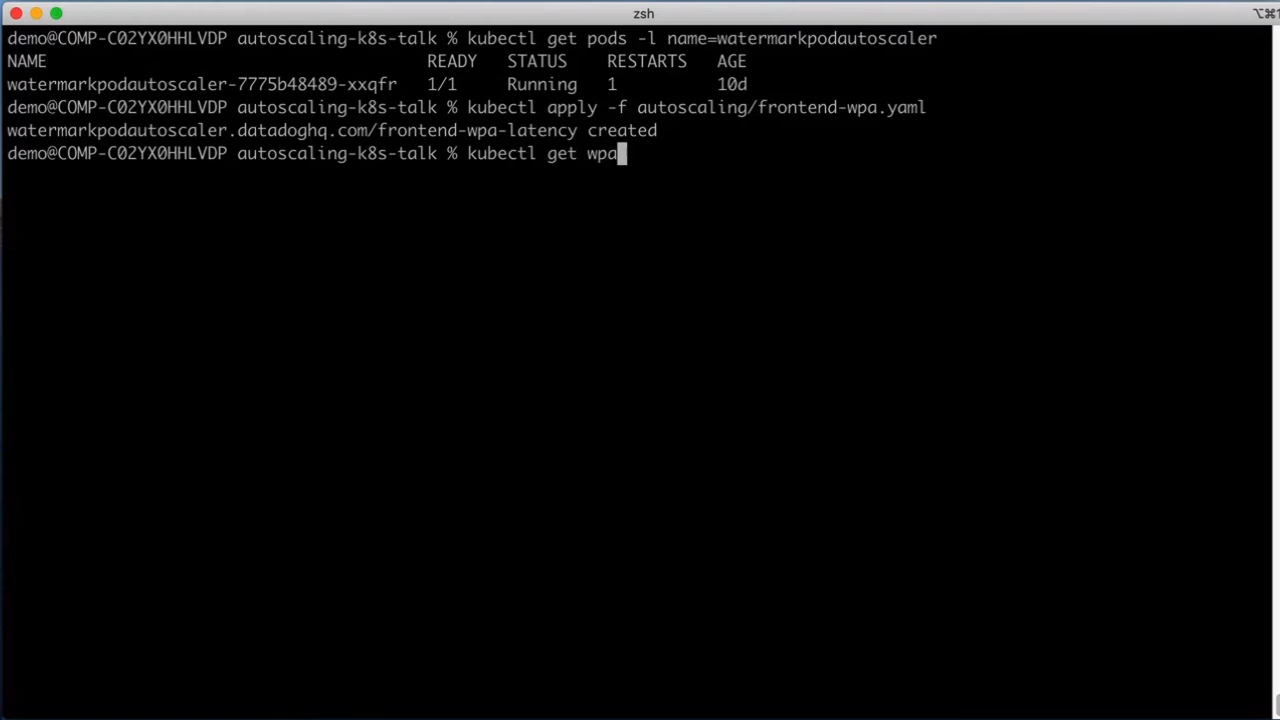 zsh
demo@COMP-C02YX0HHLVDP autoscaling-k8s-talk % kubectl get pods -l name=watermarkpodautoscaler
NAME READY STATUS RESTARTS AGE
watermarkpodautoscaler-7775b48489-xxqfr 1/1 Running 1 10d
demo@COMP-C02YX0HHLVDP autoscaling-k8s-talk % kubectl apply -f autoscaling/frontend-wpa.yaml
watermarkpodautoscaler.datadoghq.com/frontend-wpa-latency created
demo@COMP-C02YX0HHLVDP autoscaling-k8s-talk % kubectl get wpa